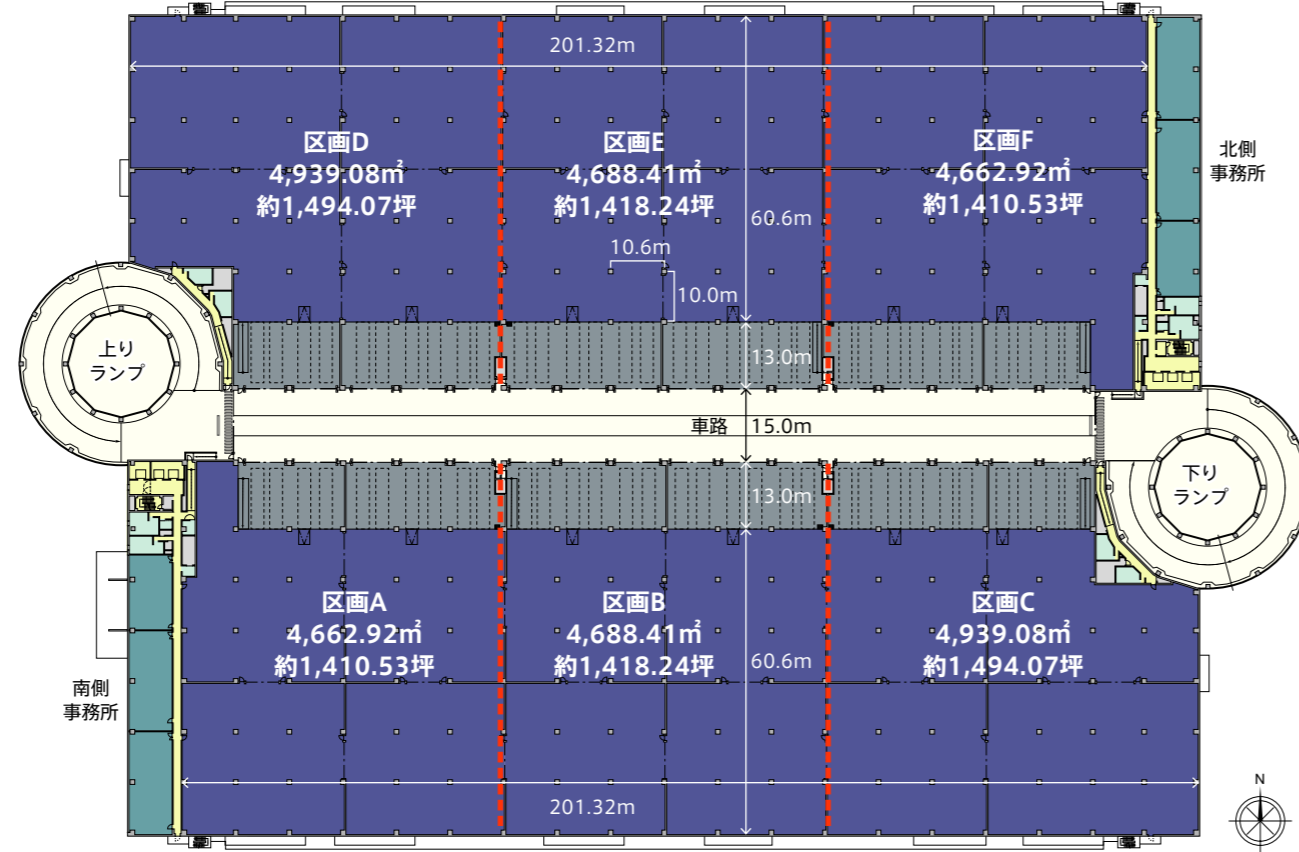 201.32m
区画D
4,939.08㎡
約1,494.07坪
区画E
4,688.41㎡
約1,418.24坪
区画F
4,662.92㎡
約1,410.53坪
北側
事務所
60.6m
10.6m
10.0m
上り
ランプ
13.0m
車路
15.0m
13.0m
下り
ランプ
区画A
4,662.92㎡
約1,410.53坪
区画B
4,688.41㎡
約1,418.24坪
区画C
4,939.08㎡
約1,494.07坪
60.6m
南側
事務所
201.32m
N